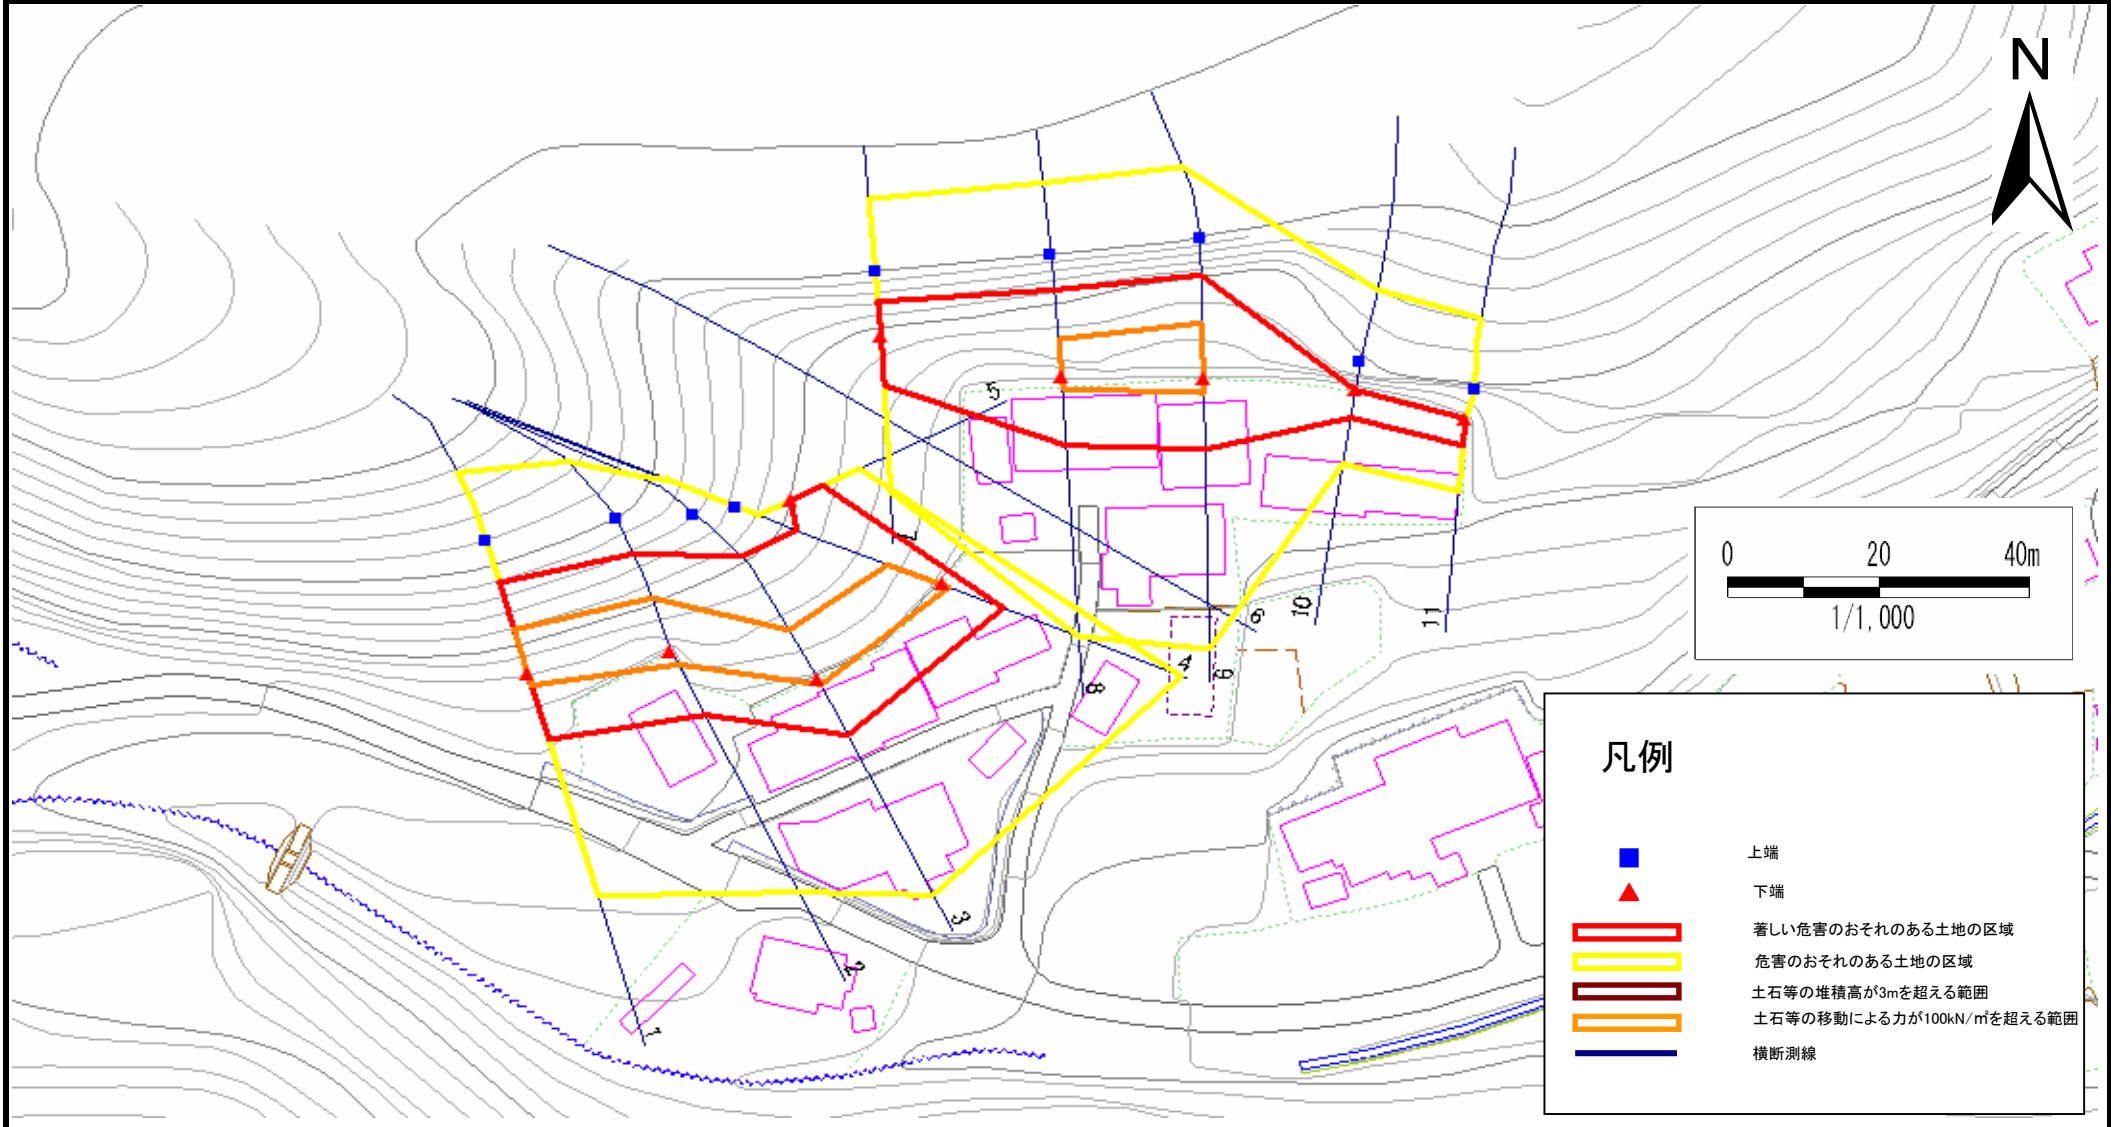 N
5
7
6
10
11
4
8
9
3
2
1
0 20 40m
1/1,000
凡例
上端
下端
著しい危害のおそれのある土地の区域
危害のおそれのある土地の区域
土石等の堆積高が3mを超える範囲
土石等の移動による力が100kN/㎡を超える範囲
横断測線